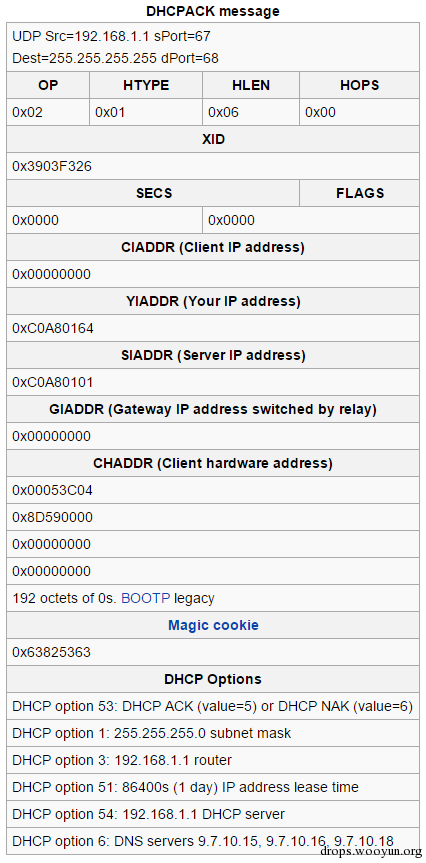 DHCPACK message
UDP Src=192.168.1.1 sPort=67
Dest=255.255.255.255 dPort=68
OP HTYPE HLEN HOPS
0x02 0x01 0x06 0x00
XID
0x3903F326
SECS FLAGS
0x0000 0x0000
CIADDR (Client IP address)
0x00000000
YIADDR (Your IP address)
0xC0A80164
SIADDR (Server IP address)
0xC0A80101
GIADDR (Gateway IP address switched by relay)
0x00000000
CHADDR (Client hardware address)
0x00053C04
0x8D590000
0x00000000
0x00000000
192 octets of 0s. BOOTP legacy
Magic cookie
0x63825363
DHCP Options
DHCP option 53: DHCP ACK (value=5) or DHCP NAK (value=6)
DHCP option 1: 255.255.255.0 subnet mask
DHCP option 3: 192.168.1.1 router
DHCP option 51: 86400s (1 day) IP address lease time
DHCP option 54: 192.168.1.1 DHCP server
DHCP option 6: DNS servers 9.7.10.15, 9.7.10.16, 9.7.10.18
drops.wooyun.org